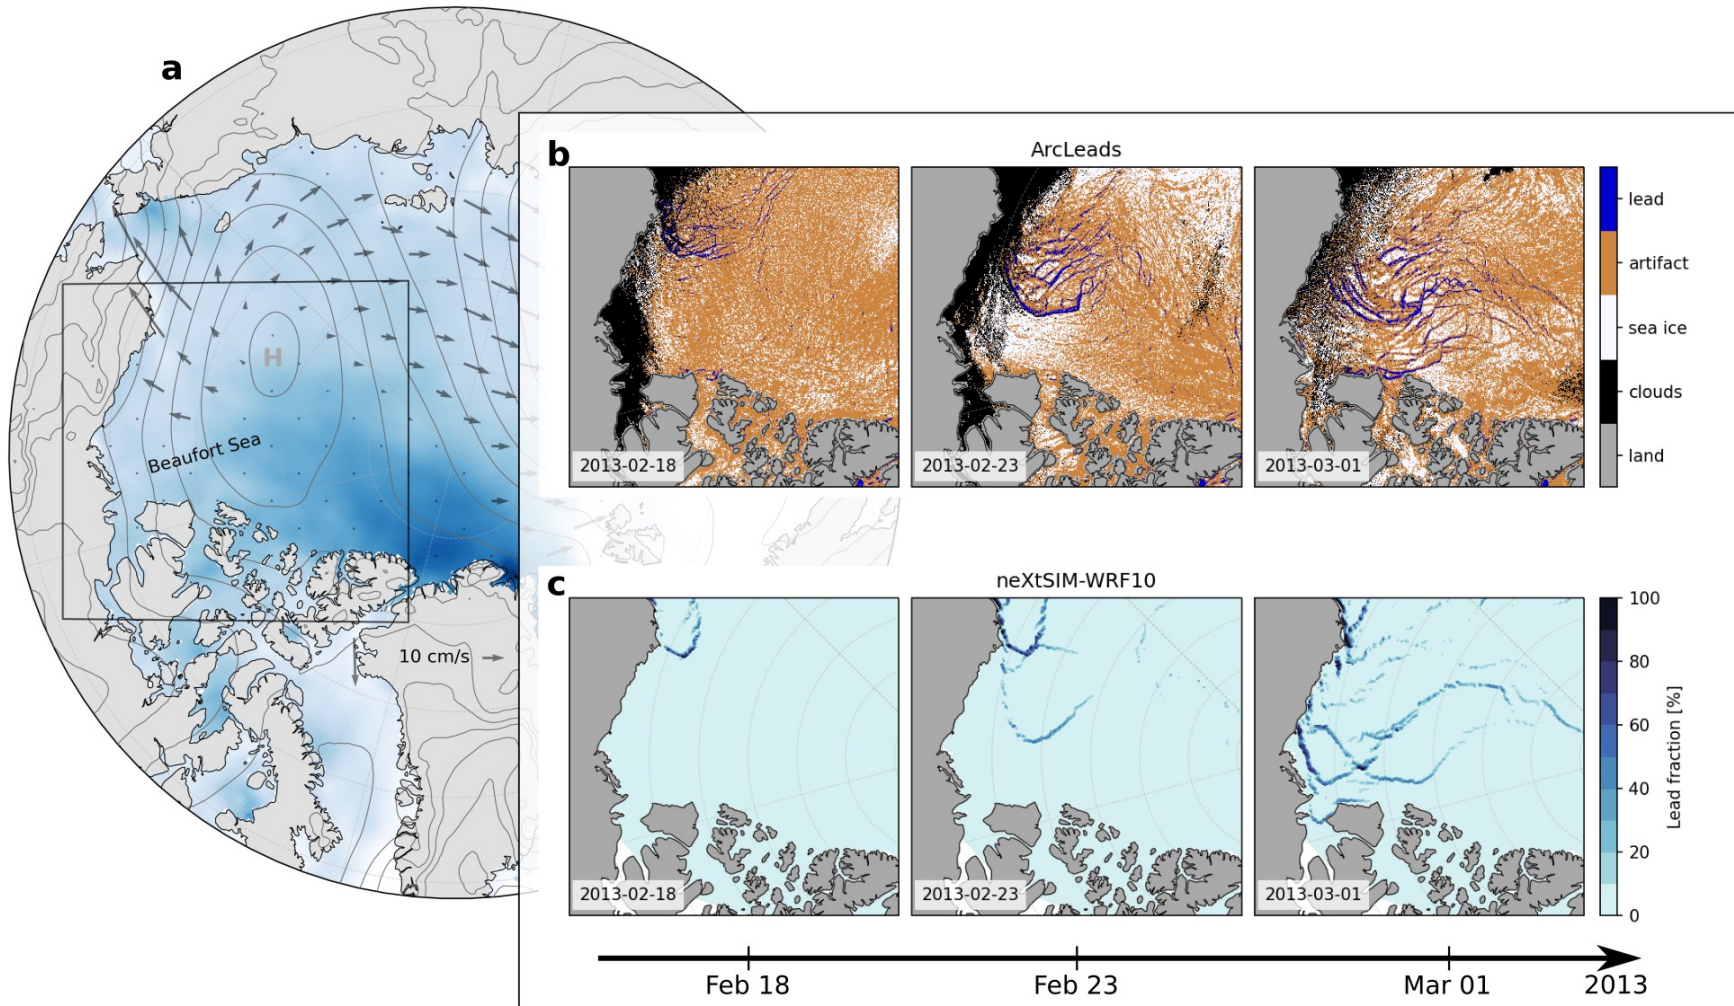 a
H
Beaufort Sea
10 cm/s
b
ArcLeads
2013-02-18
2013-02-23
2013-03-01
lead
artifact
sea ice
clouds
land
c
neXtSIM-WRF10
2013-02-18
2013-02-23
2013-03-01
100
80
60
40
20
0
Lead fraction [%]
Feb 18
Feb 23
Mar 01
2013